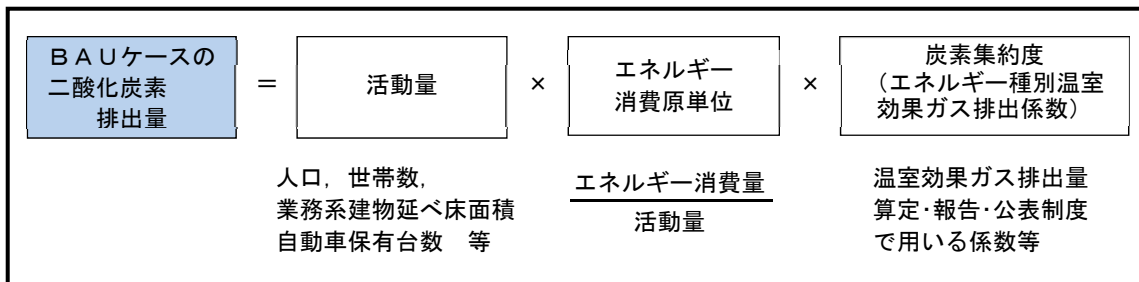 BAUケースの
二酸化炭素
排出量
=
活動量
×
エネルギー
消費原単位
×
炭素集約度
(エネルギー種別温室
効果ガス排出係数)
人口,世帯数,
業務系建物延べ床面積
自動車保有台数 等
エネルギー消費量
活動量
温室効果ガス排出量
算定・報告・公表制度
で用いる係数等